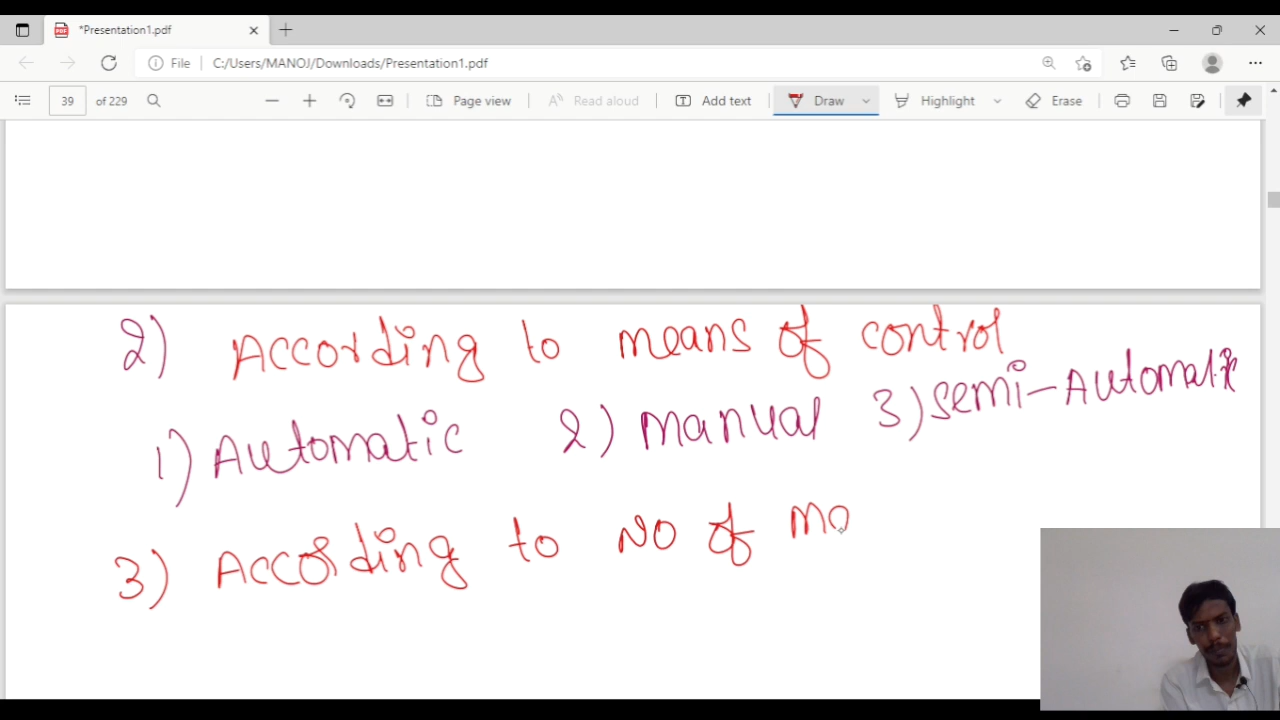 *Presentation1.pdf
File C:/Users/MANOJ/Downloads/Presentation1.pdf
39 of 229 Page view Read aloud Add text Draw Highlight Erase
2) According to means of control
1) Automatic 2) Manual 3) Semi-Automatic
3) According to No of Mo